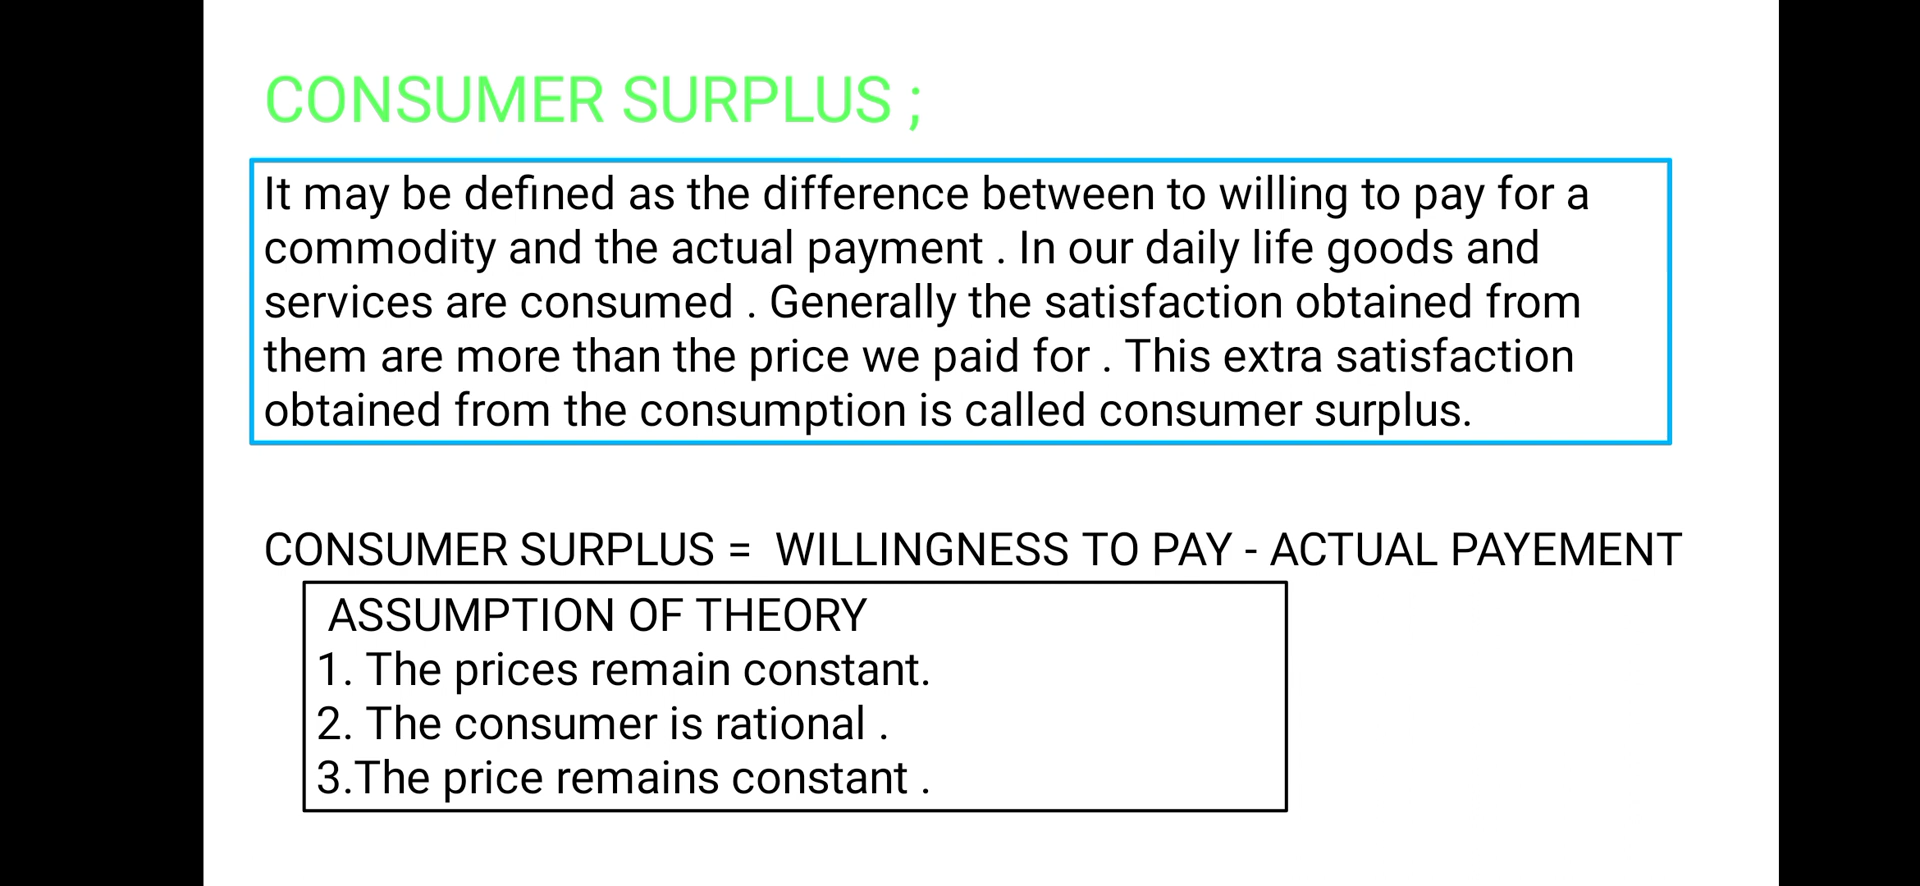 CONSUMER SURPLUS ;
It may be defined as the difference between to willing to pay for a
commodity and the actual payment . In our daily life goods and
services are consumed . Generally the satisfaction obtained from
them are more than the price we paid for . This extra satisfaction
obtained from the consumption is called consumer surplus.
CONSUMER SURPLUS = WILLINGNESS TO PAY - ACTUAL PAYEMENT
ASSUMPTION OF THEORY
1. The prices remain constant.
2. The consumer is rational .
3.The price remains constant .